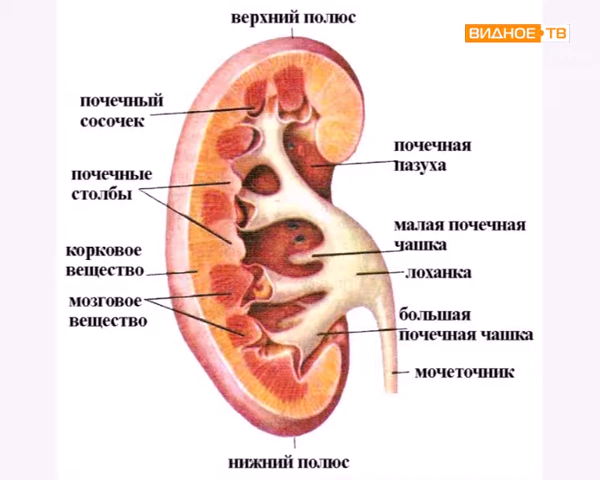 верхний полюс
ВИДНОЕ ТВ
почечный
сосочек
почечные
столбы
корковое
вещество
мозговое
вещество
почечная
пазуха
малая почечная
чашка
лоханка
большая
почечная чашка
мочеточник
нижний полюс